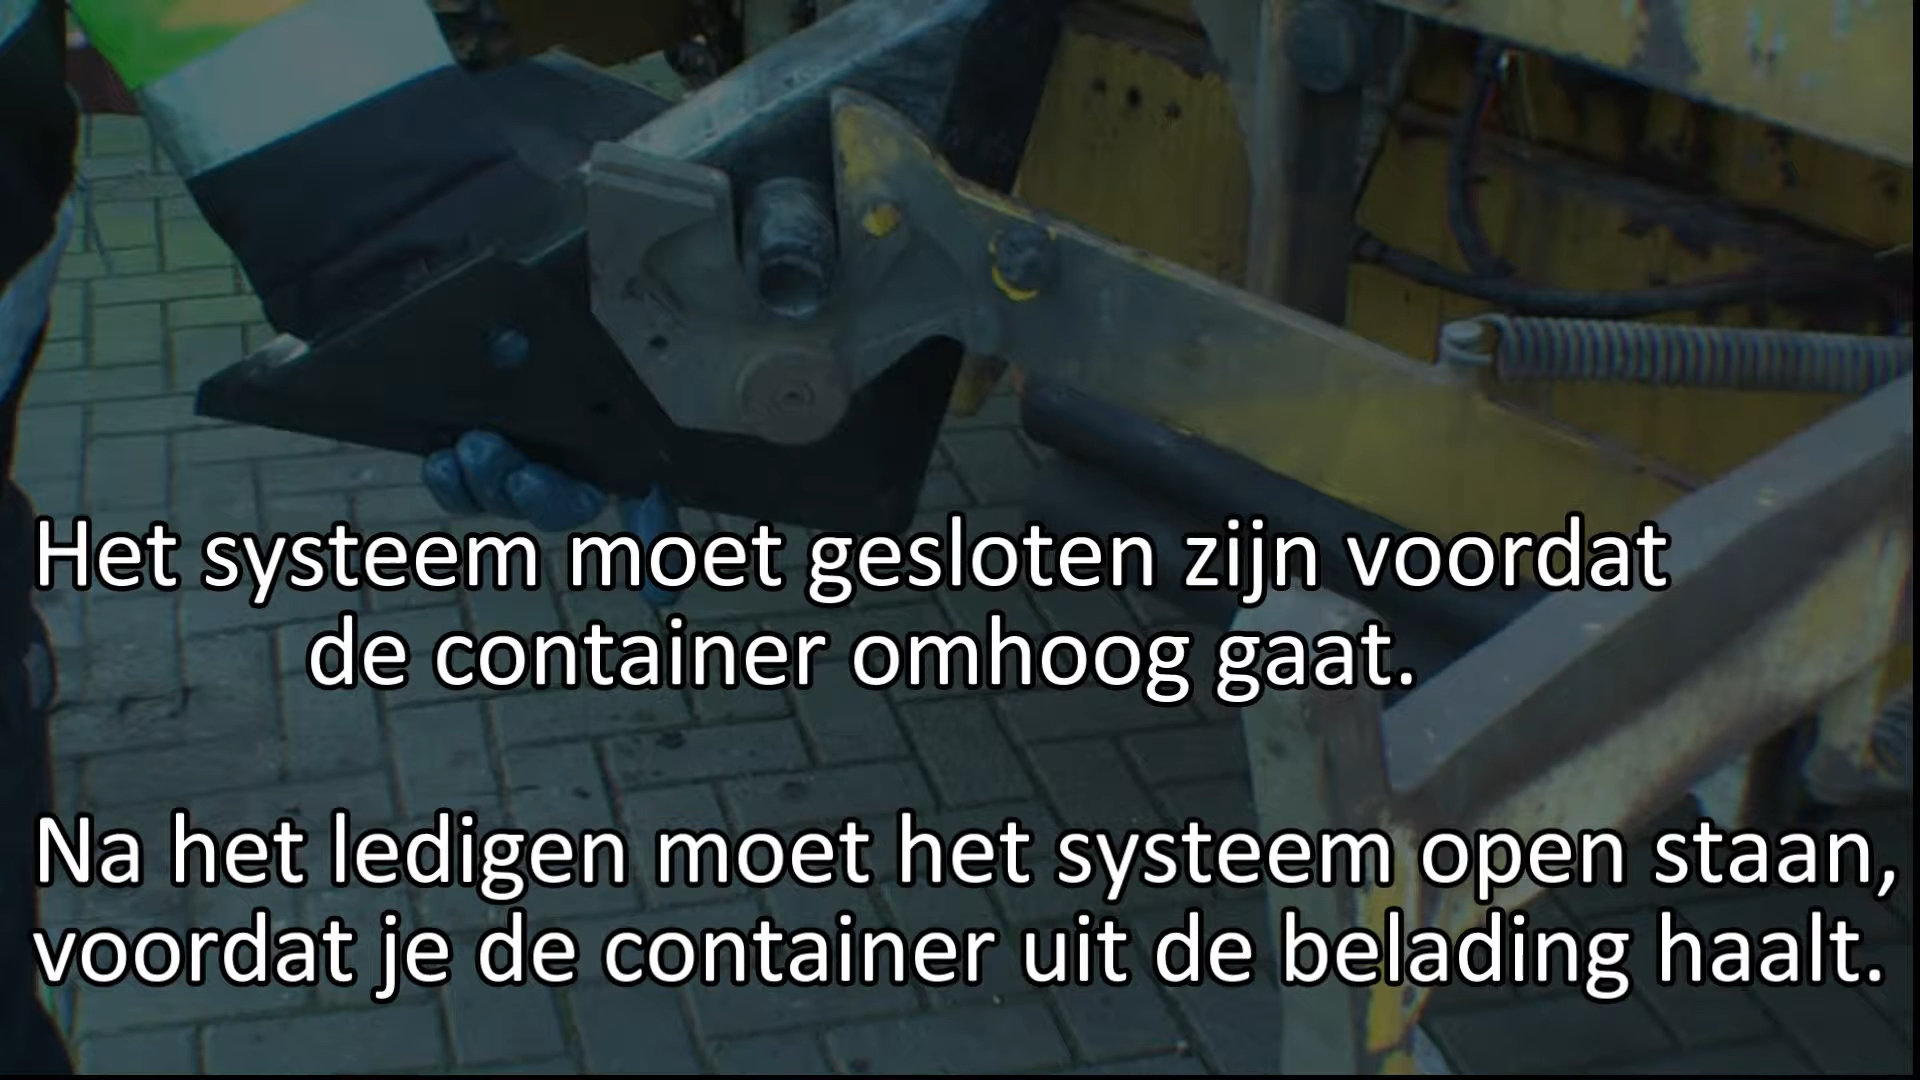 Het systeem moet gesloten zijn voordat
de container omhoog gaat.
Na het ledigen moet het systeem open staan,
voordat je de container uit de belading haalt.